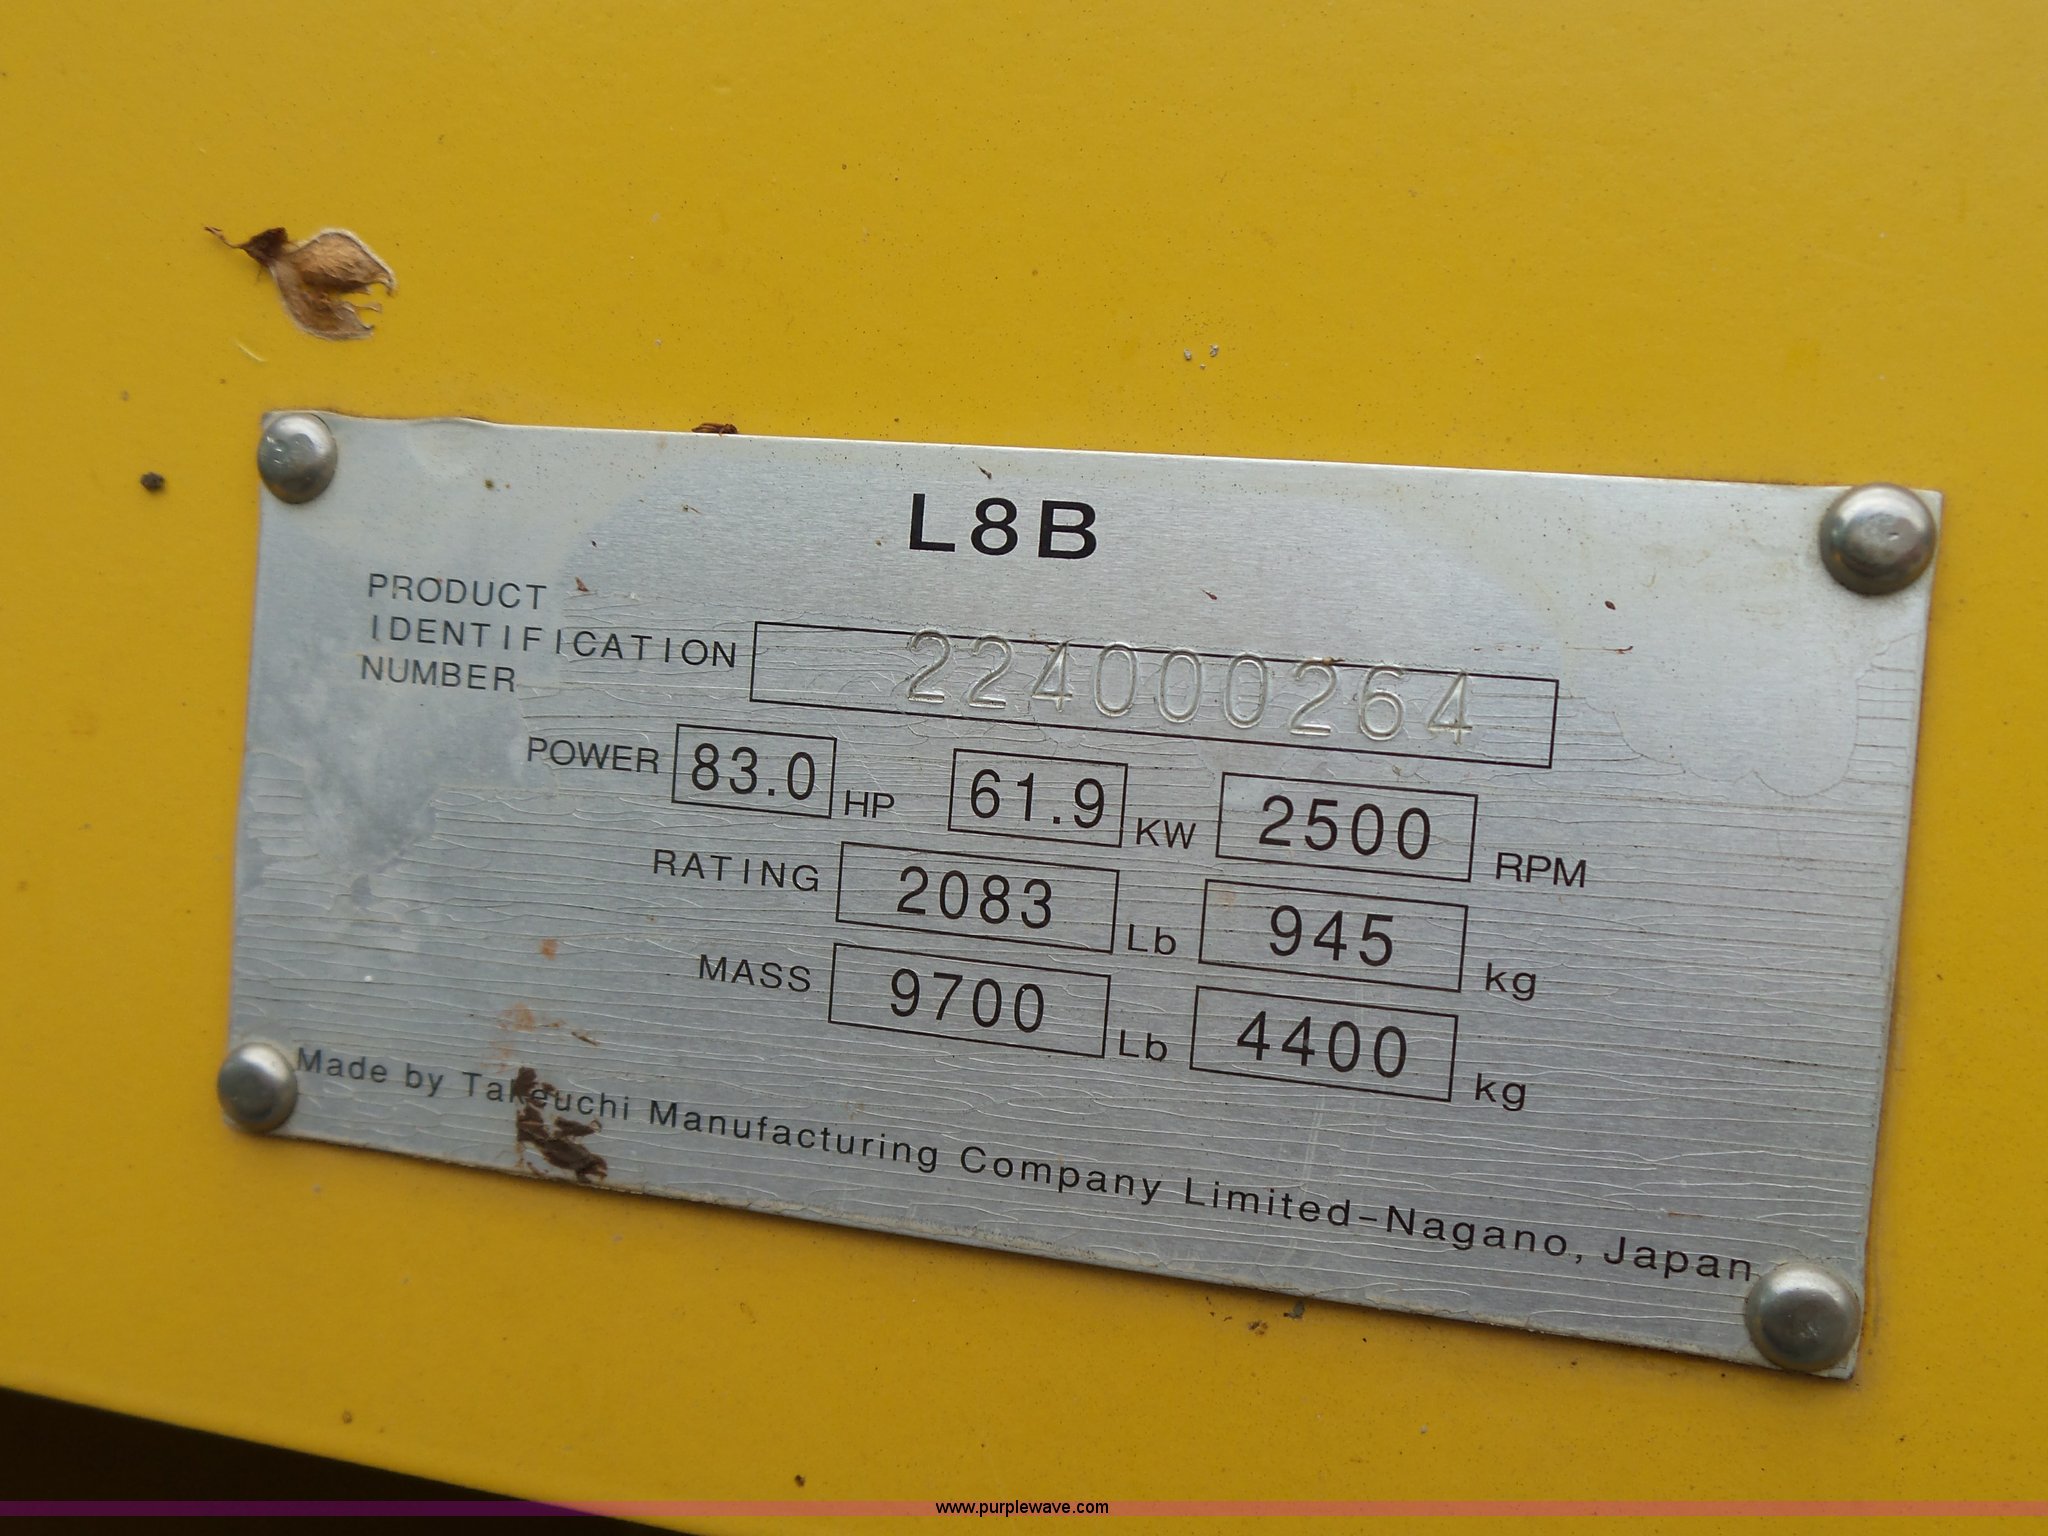 L8B
PRODUCT
IDENTIFICATION
NUMBER
224000264
POWER 83.0 HP 61.9 KW 2500 RPM
RATING 2083 Lb 945 kg
MASS 9700 Lb 4400 kg
Made by Takeuchi Manufacturing Company Limited-Nagano, Japan
www.purplewave.com